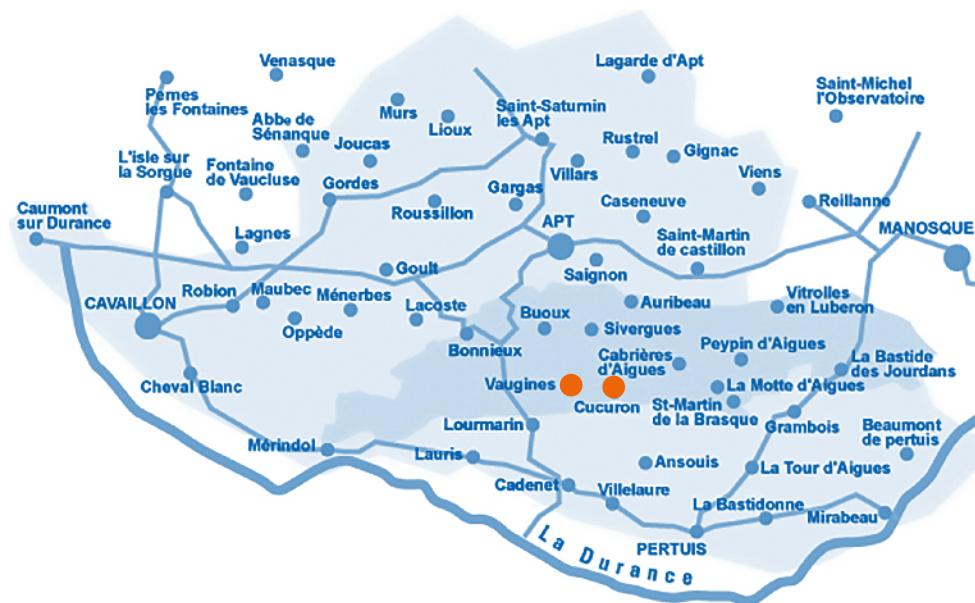 Venasque
Lagarde d'Apt
Saint-Michel
l'Observatoire
Pernes
les Fontaines
Murs
Lioux
Saint-Saturnin
les Apt
Abbe de
Sénanque
Joucas
Rustrel
Gignac
L'isle sur
la Sorgue
Fontaine
de Vaucluse
Gordes
Villars
Viens
Gargas
Roussillon
Caseneuve
Reillanne
Caumont
sur Durance
APT
MANOSQUE
Lagnes
Saint-Martin
de castillon
Goult
Saignon
CAVAILLON
Robion
Maubec
Ménerbes
Oppède
Lacoste
Buoux
Auribeau
Vitrolles
en Luberon
Sivergues
Bonnieux
Peypin d'Aigues
Cabrières
d'Aigues
La Bastide
des Jourdans
Cheval Blanc
Vaugines
Cucuron
La Motte d'Aigues
St-Martin
de la Brasque
Grambois
Lourmarin
Beaumont
de pertuis
Mérindol
Lauris
Ansouis
La Tour d'Aigues
Cadenet
Villelaure
La Bastidonne
Mirabeau
PERTUIS
La Durance